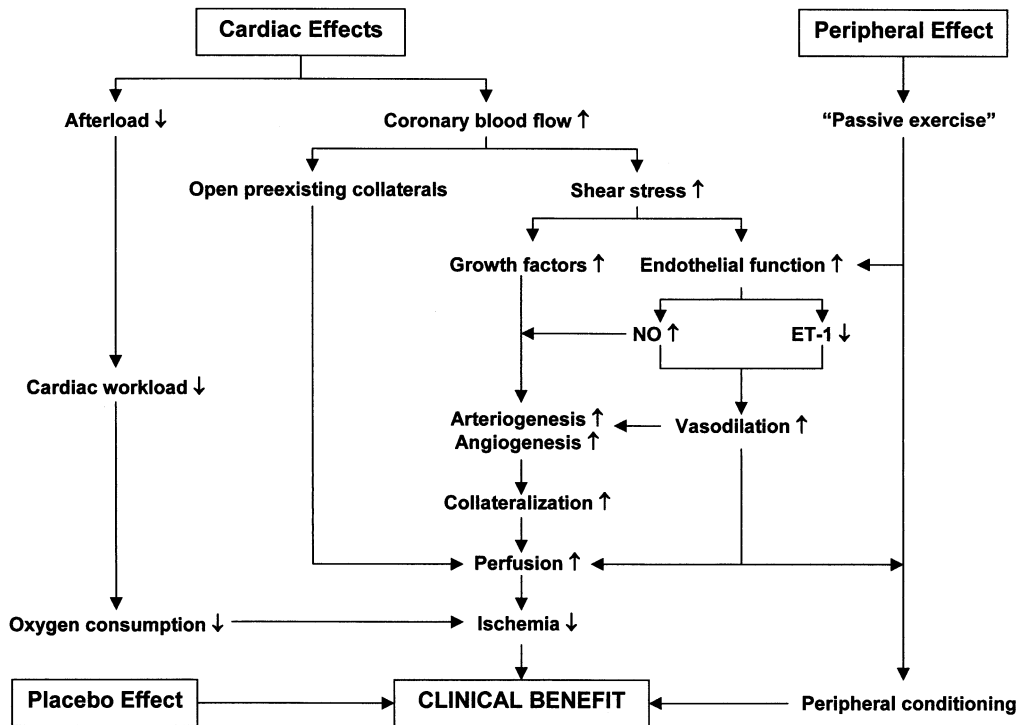 Cardiac Effects
Peripheral Effect
Afterload ↓
Coronary blood flow ↑
“Passive exercise”
Open preexisting collaterals
Shear stress ↑
Growth factors ↑
Endothelial function ↑
NO ↑
ET-1 ↓
Cardiac workload ↓
Arteriogenesis ↑
Angiogenesis ↑
Vasodilation ↑
Collateralization ↑
Perfusion ↑
Oxygen consumption ↓
Ischemia ↓
Placebo Effect
CLINICAL BENEFIT
Peripheral conditioning